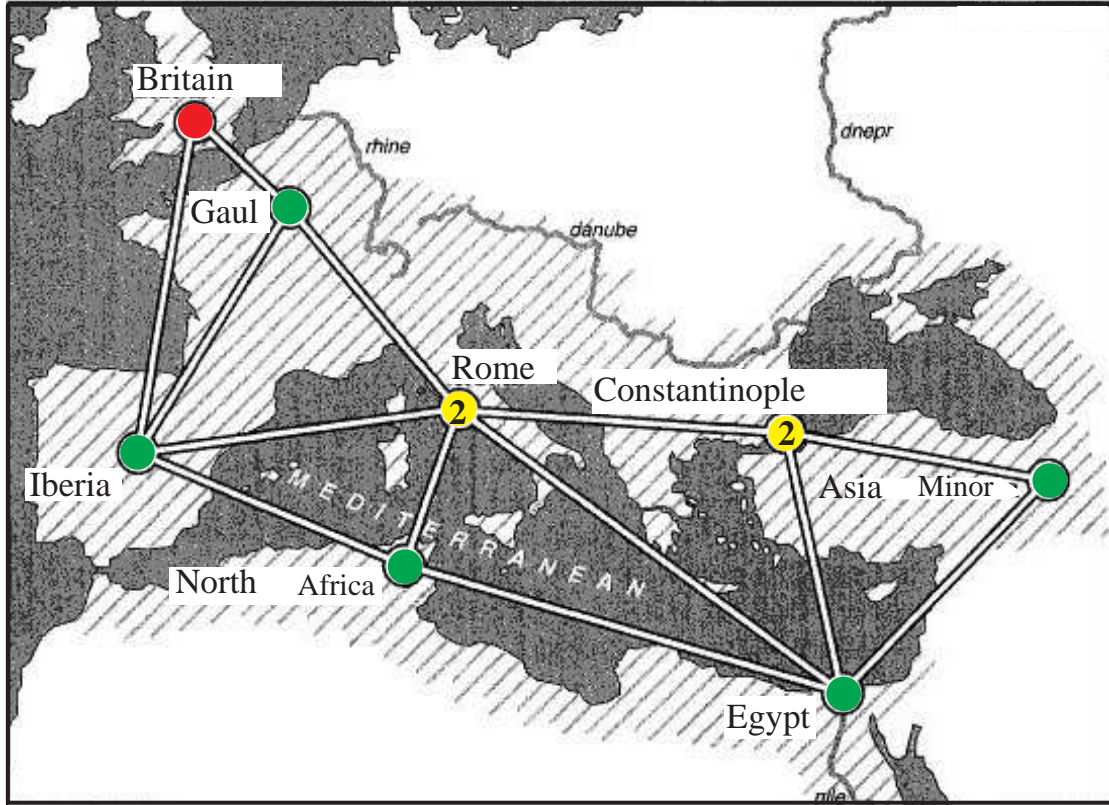 Britain
rhine
dnepr
Gaul
danube
Rome
Constantinople
2
2
Iberia
MEDITERRANEAN
Asia Minor
North Africa
Egypt
nile